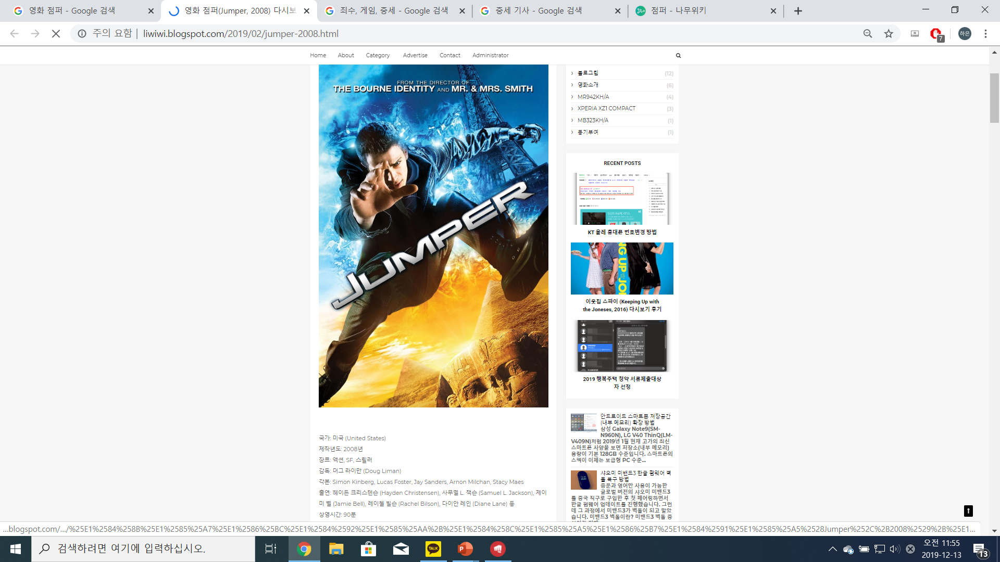 영화 점퍼 - Google 검색
영화 점퍼(Jumper, 2008) 다시보
죄수, 게임, 중세 - Google 검색
중세 기사 - Google 검색
점퍼 - 나무위키
주의 요함 | liwiwi.blogspot.com/2019/02/jumper-2008.html
7
하은
Home About Category Advertise Contact Administrator
FROM THE DIRECTOR OF
THE BOURNE IDENTITY AND MR. & MRS. SMITH
JUMPER
국가: 미국 (United States)
제작년도: 2008년
장르: 액션, SF, 스릴러
감독: 더그 라이만 (Doug Liman)
각본: Simon Kinberg, Lucas Foster, Jay Sanders, Arnon Milchan, Stacy Maes
출연: 헤이든 크리스텐슨 (Hayden Christensen), 사무엘 L. 잭슨 (Samuel L. Jackson), 제이
미 벨 (Jamie Bell), 레이첼 빌슨 (Rachel Bilson), 다이안 레인 (Diane Lane) 등
상영시간: 90분
블로그팁 (12)
영화소개 (6)
MR942KH/A (4)
XPERIA XZ1 COMPACT (3)
MB323KH/A (1)
동기부여 (1)
RECENT POSTS
KT 올레 휴대폰 번호변경 방법
NG UP
JO
이웃집 스파이 (Keeping Up with
the Joneses, 2016) 다시보기 후기
2019 행복주택 청약 서류제출대상
자 선정
안드로이드 스마트폰 저장공간
(내부 메모리) 확장 방법
삼성 Galaxy Note9(SM-
N960N), LG V40 ThinQ(LM-
V409N)처럼 2019년 1월 현재 고가의 최신
스마트폰 사양을 보면 저장소(내부 메모리)
용량이 기본 128GB 수준입니다. 스마트폰의
스펙이 이제는 보급형 PC 수준...
샤오미 미밴드3 한글 펌웨어 벽
돌 복구 방법
중문과 영어만 사용이 가능한
글로벌 버전의 샤오미 미밴드3
를 중국 직구로 구입한 후 첫 페어링하면서
한글 펌웨어 업데이트를 진행했습니다. 그런
데 그 과정에서 미밴드3가 벽돌이 되고 말았
습니다. 미밴드3 벽돌이란? 미밴드3 벽돌 증
...blogspot.com/.../%25E1%2584%258B%25E1%2585%25A7%25E1%2586%25BC%25E1%2584%2592%25E1%2585%25AA%2B%25E1%2584%258C%25E1%2585%25A5%25E1%2586%25B7%25E1%2584%2591%25E1%2585%25A5%2528Jumper%252C%2B2008%2529%2B%25E1...
검색하려면 여기에 입력하십시오.
TALK
P
오전 11:55
2019-12-13
13